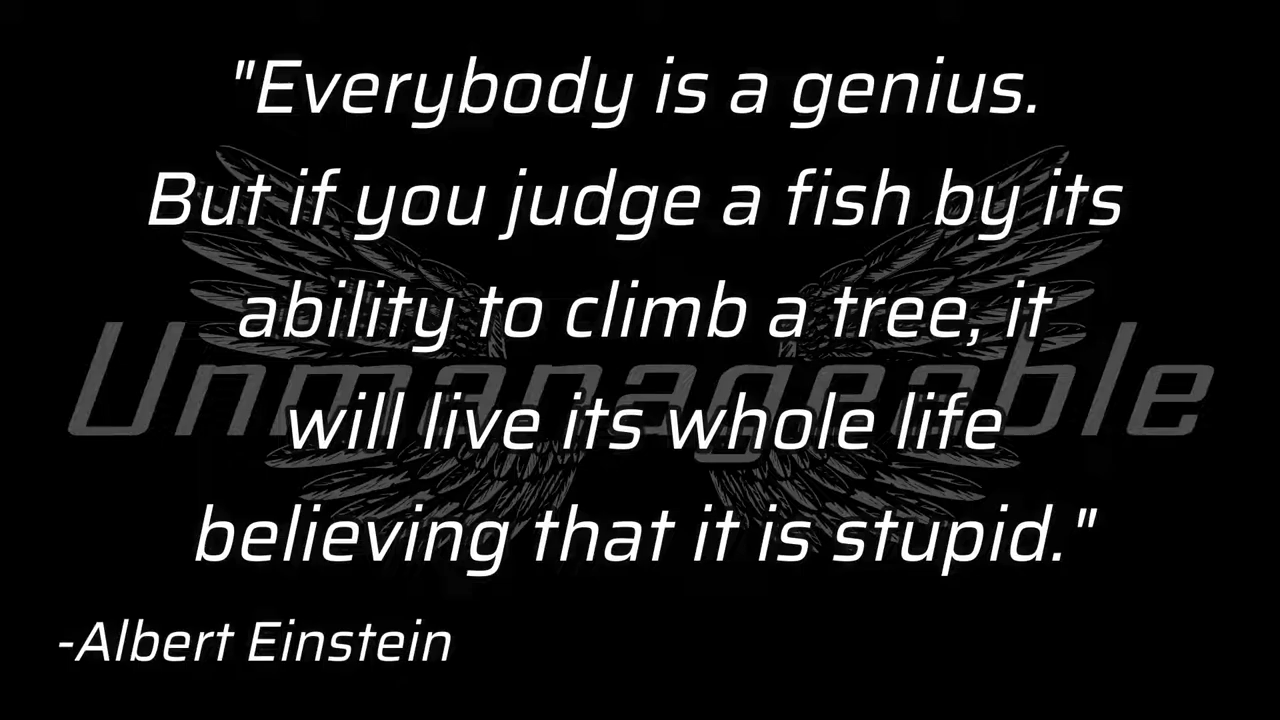 "Everybody is a genius.
But if you judge a fish by its
ability to climb a tree, it
Unmanageable
will live its whole life
believing that it is stupid."
-Albert Einstein